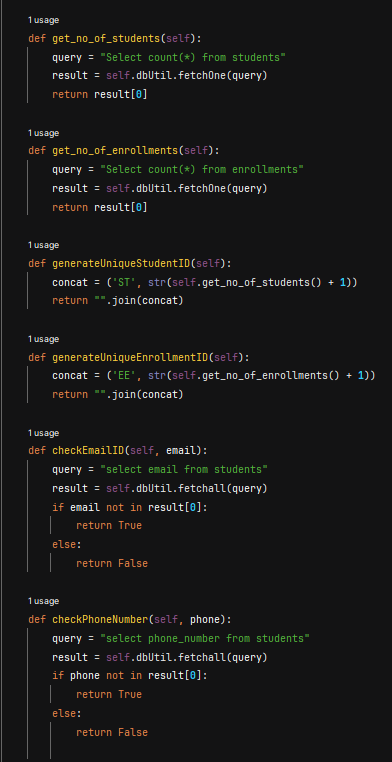 1 usage
def get_no_of_students(self):
query = "Select count(*) from students"
result = self.dbUtil.fetchOne(query)
return result[0]
1 usage
def get_no_of_enrollments(self):
query = "Select count(*) from enrollments"
result = self.dbUtil.fetchOne(query)
return result[0]
1 usage
def generateUniqueStudentID(self):
concat = ('ST', str(self.get_no_of_students() + 1))
return "".join(concat)
1 usage
def generateUniqueEnrollmentID(self):
concat = ('EE', str(self.get_no_of_enrollments() + 1))
return "".join(concat)
1 usage
def checkEmailID(self, email):
query = "select email from students"
result = self.dbUtil.fetchall(query)
if email not in result[0]:
return True
else:
return False
1 usage
def checkPhoneNumber(self, phone):
query = "select phone_number from students"
result = self.dbUtil.fetchall(query)
if phone not in result[0]:
return True
else:
return False